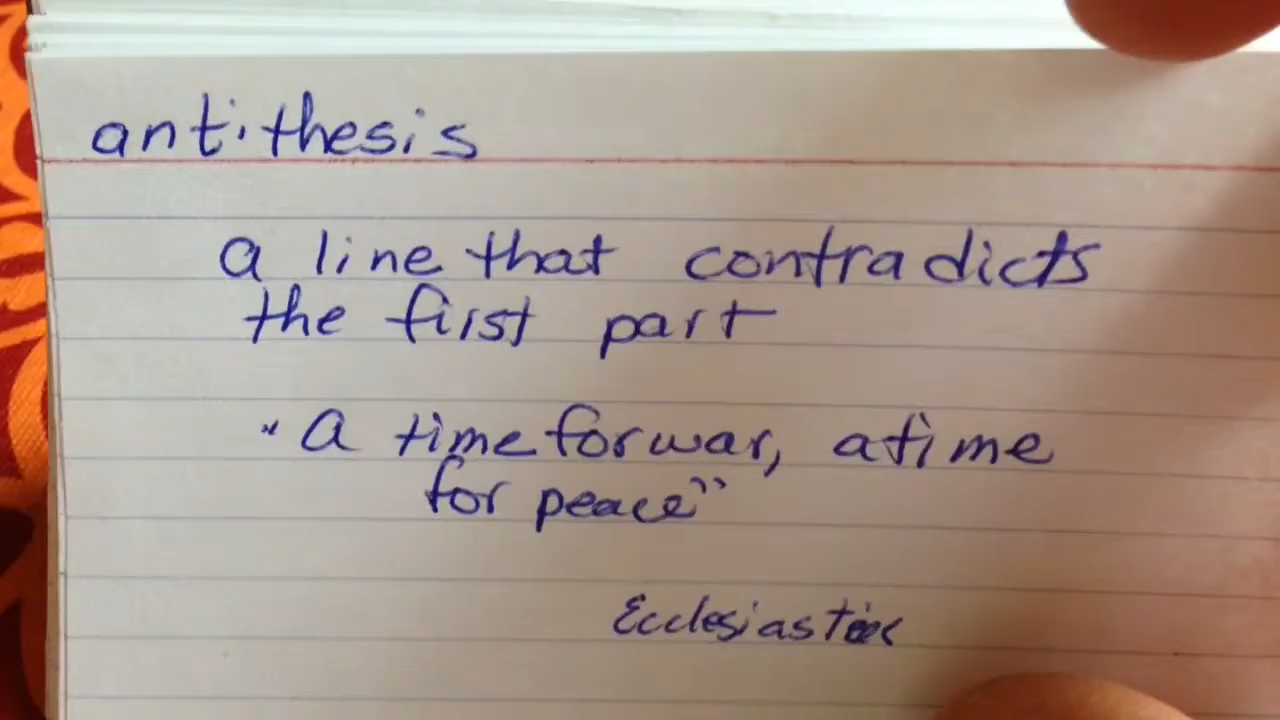 antithesis
a line that contradicts
the first part
"A time for war, a time
for peace"